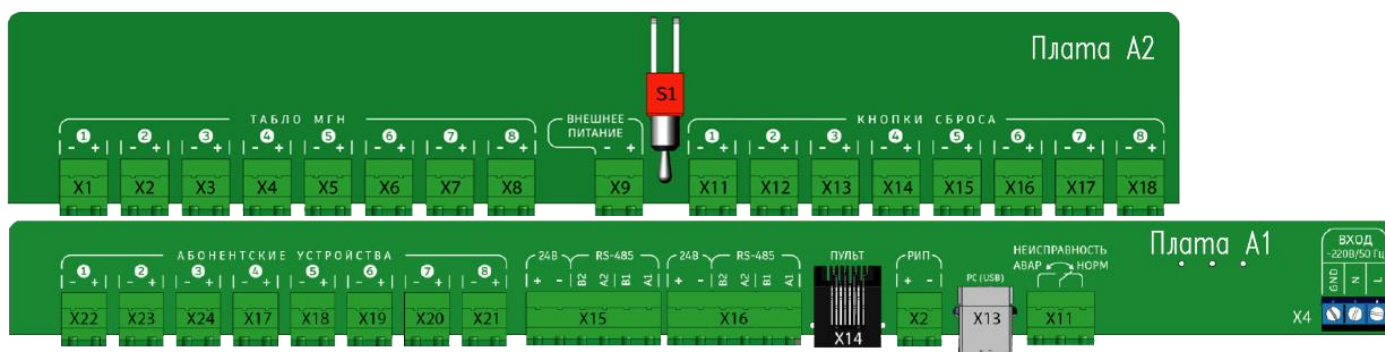 Плата А2
S1
ТАБЛО МГН
ВНЕШНЕЕ
ПИТАНИЕ
КНОПКИ СБРОСА
1 2 3 4 5 6 7 8
1 2 3 4 5 6 7 8
- + - + - + - + - + - + - + - + - + - + - + - + - + - + - + - + - +
X1 X2 X3 X4 X5 X6 X7 X8 X9 X11 X12 X13 X14 X15 X16 X17 X18
Плата А1
АБОНЕНТСКИЕ УСТРОЙСТВА
1 2 3 4 5 6 7 8
- + - + - + - + - + - + - + - +
24В RS-485 24В RS-485
+ - B2 A2 B1 A1 + - B2 A2 B1 A1
ПУЛЬТ
РИП
+ -
PC (USB)
НЕИСПРАВНОСТЬ
АВАР НОРМ
ВХОД
~220В/50 Гц
GND N L
X22 X23 X24 X17 X18 X19 X20 X21 X15 X16 X14 X2 X13 X11 X4